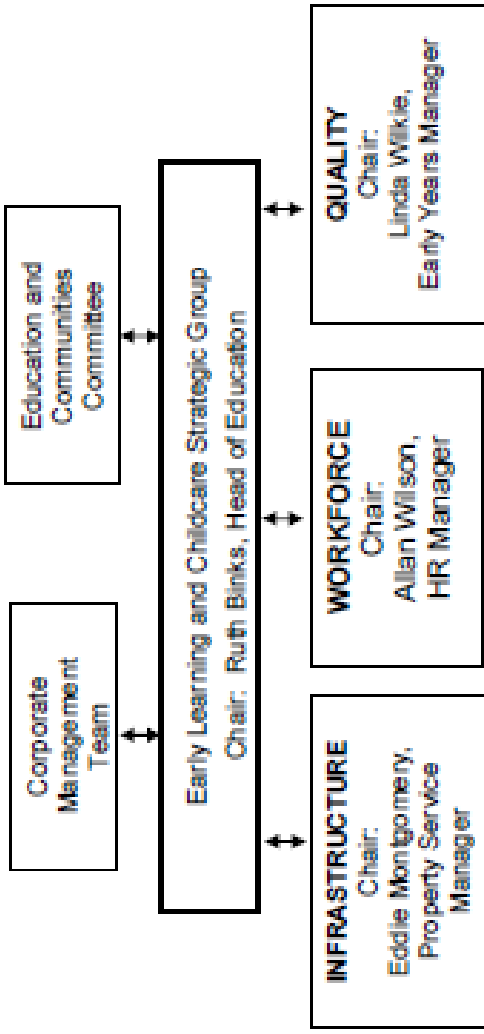 Corporate
Management
Team
Education and
Communities
Committee
Early Learning and Childcare Strategic Group
Chair: Ruth Binks, Head of Education
INFRASTRUCTURE
Chair:
Eddie Montgomery,
Property Service
Manager
WORKFORCE
Chair:
Allan Wilson,
HR Manager
QUALITY
Chair:
Linda Wilkie,
Early Years Manager